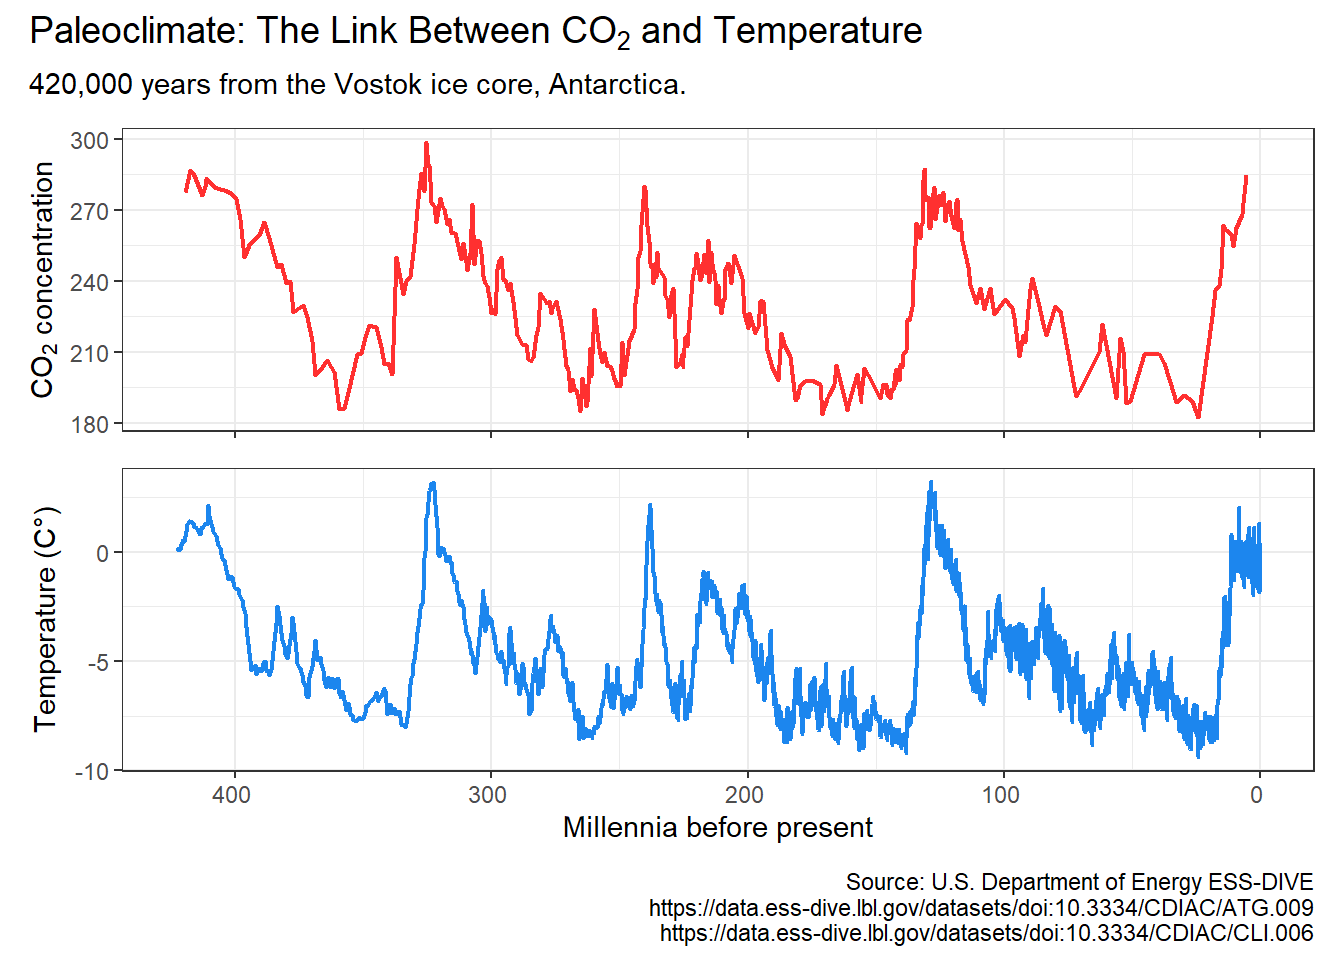 Paleoclimate: The Link Between CO₂ and Temperature
420,000 years from the Vostok ice core, Antarctica.
CO₂ concentration
300
270
240
210
180
Temperature (C°)
0
-5
-10
400
300
200
100
0
Millennia before present
Source: U.S. Department of Energy ESS-DIVE
https://data.ess-dive.lbl.gov/datasets/doi:10.3334/CDIAC/ATG.009
https://data.ess-dive.lbl.gov/datasets/doi:10.3334/CDIAC/CLI.006